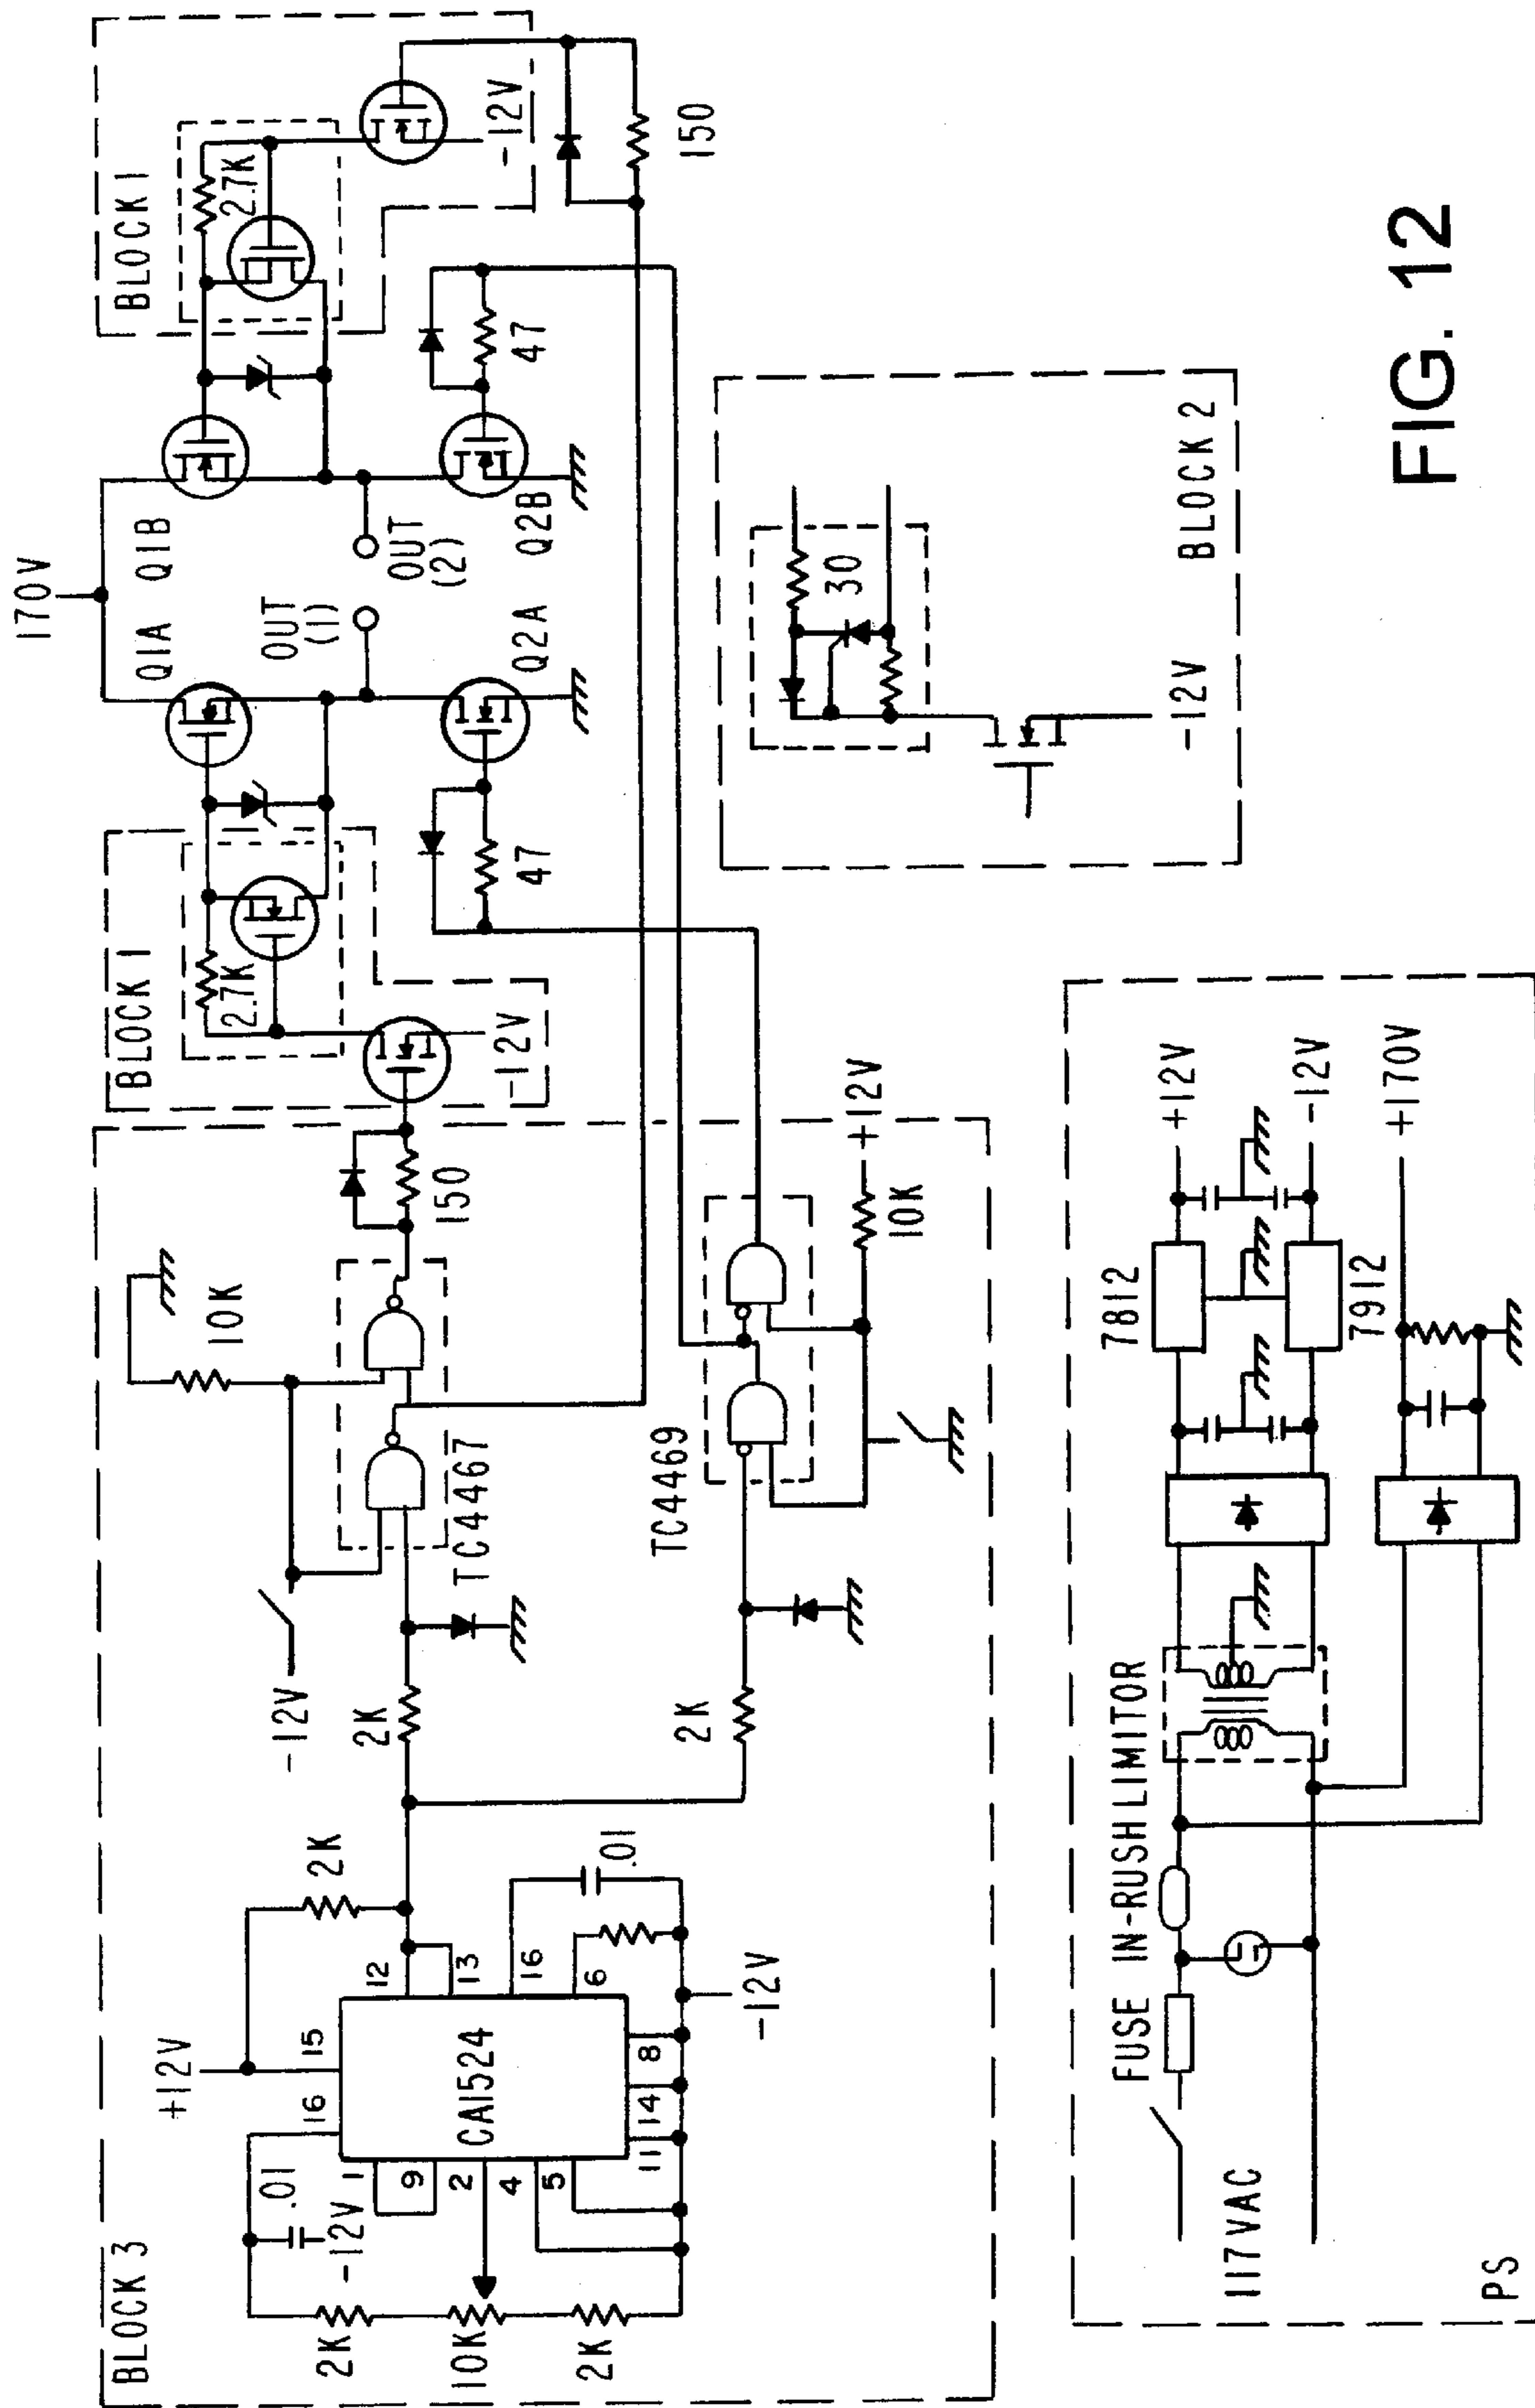 170V
Q1A
Q1B
OUT
(1)
OUT
(2)
Q2A
Q2B
BLOCK 1
2.7K
-12V
47
BLOCK 1
2.7K
-12V
47
150
BLOCK 3
+12V
.01
-12V
2K
10K
2K
16
15
1
9
2
4
5
CA1524
11
14
8
12
13
16
6
2K
.01
-12V
-12V
10K
2K
TC4467
150
2K
TC4469
10K
+12V
30
BLOCK 2
-12V
PS
117VAC
FUSE
IN-RUSH LIMITOR
7812
7912
+12V
-12V
+170V
FIG. 12